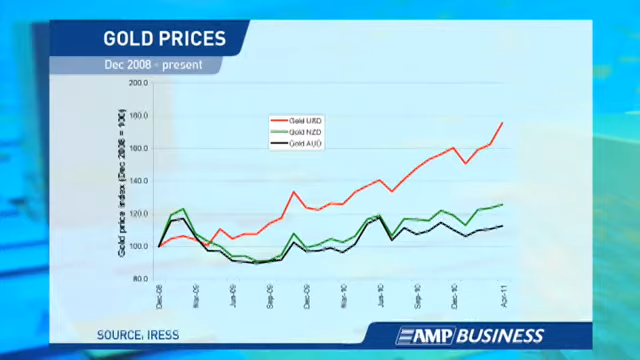 GOLD PRICES
Dec 2008 - present
200.0
180.0
160.0
140.0
120.0
100.0
80.0
Gold price index (Dec 2008 = 100)
Gold USD
Gold NZD
Gold AUD
Dec-08
Mar-09
Jun-09
Sep-09
Dec-09
Mar-10
Jun-10
Sep-10
Dec-10
Apr-11
SOURCE: IRESS
AMP BUSINESS